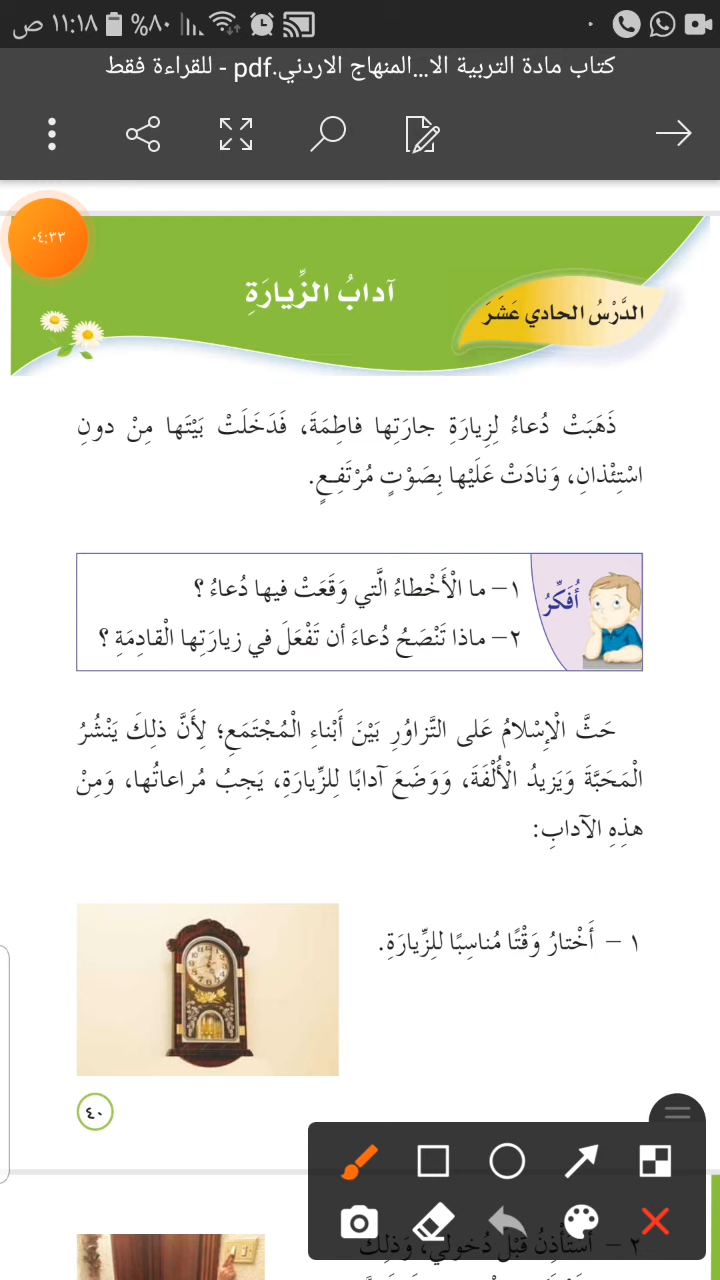 ١١:١٨ ص
%٨٠
كتاب مادة التربية الا...المنهاج الاردني.pdf - للقراءة فقط
٠٤:٣٣
آدابُ الزِّيارَةِ
الدَّرْسُ الحادي عَشَرَ
ذَهَبَتْ دُعاءُ لِزِيارَةِ جارَتِها فاطِمَةَ، فَدَخَلَتْ بَيْتَها مِنْ دونِ
اسْتِئْذانٍ، وَنادَتْ عَلَيْها بِصَوْتٍ مُرْتَفِعٍ.
أُفَكِّرُ
١- ما الْأَخْطاءُ الَّتي وَقَعَتْ فيها دُعاءُ ؟
٢- ماذا تَنْصَحُ دُعاءَ أن تَفْعَلَ في زيارَتِها الْقادِمَةِ ؟
حَثَّ الْإِسْلامُ عَلى التَّزاوُرِ بَيْنَ أَبْناءِ الْمُجْتَمَعِ؛ لِأَنَّ ذلِكَ يَنْشُرُ
الْمَحَبَّةَ وَيَزيدُ الْأُلْفَةَ، وَوَضَعَ آدابًا لِلزِّيارَةِ، يَجِبُ مُراعاتُها، وَمِنْ
هذِهِ الآدابِ:
١ - أَخْتارُ وَقْتًا مُناسِبًا لِلزِّيارَةِ.
٤٠
٢ - أَسْتَأْذِنُ قَبْلَ دُخولي، وَذلِكَ